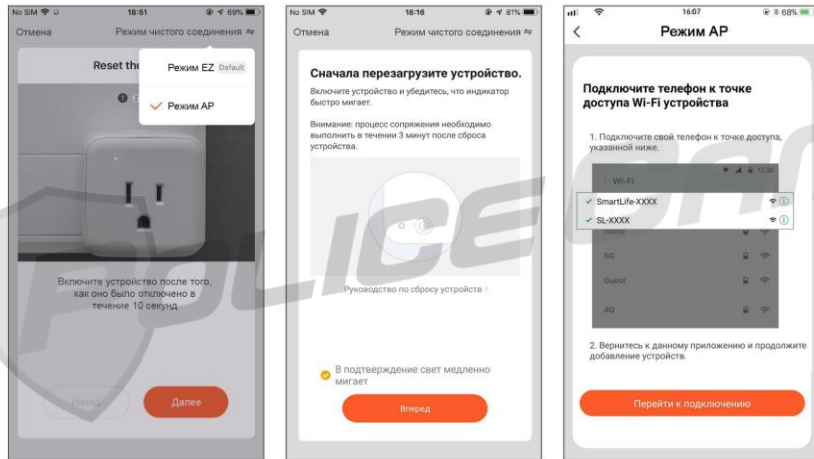 No SIM 18:51 69%
Отмена Режим чистого соединения
Reset the
Режим EZ Default
Режим AP
Включите устройство после того,
как оно было отключено в
течение 10 секунд
Назад Далее
No SIM 18:16 81%
Отмена Режим чистого соединения
Сначала перезагрузите устройство.
Включите устройство и убедитесь, что индикатор
быстро мигает.
Внимание: процесс сопряжения необходимо
выполнить в течении 3 минут после сброса
устройства.
Руководство по сбросу устройств >
В подтверждение свет медленно
мигает
Вперед
16:07 68%
Режим AP
Подключите телефон к точке
доступа Wi-Fi устройства
1. Подключите свой телефон к точке доступа,
указанной ниже.
12:30
Wi-Fi
SmartLife-XXXX
SL-XXXX
Home
5G
Guest
4G
2. Вернитесь к данному приложению и продолжите
добавление устройств.
Перейти к подключению